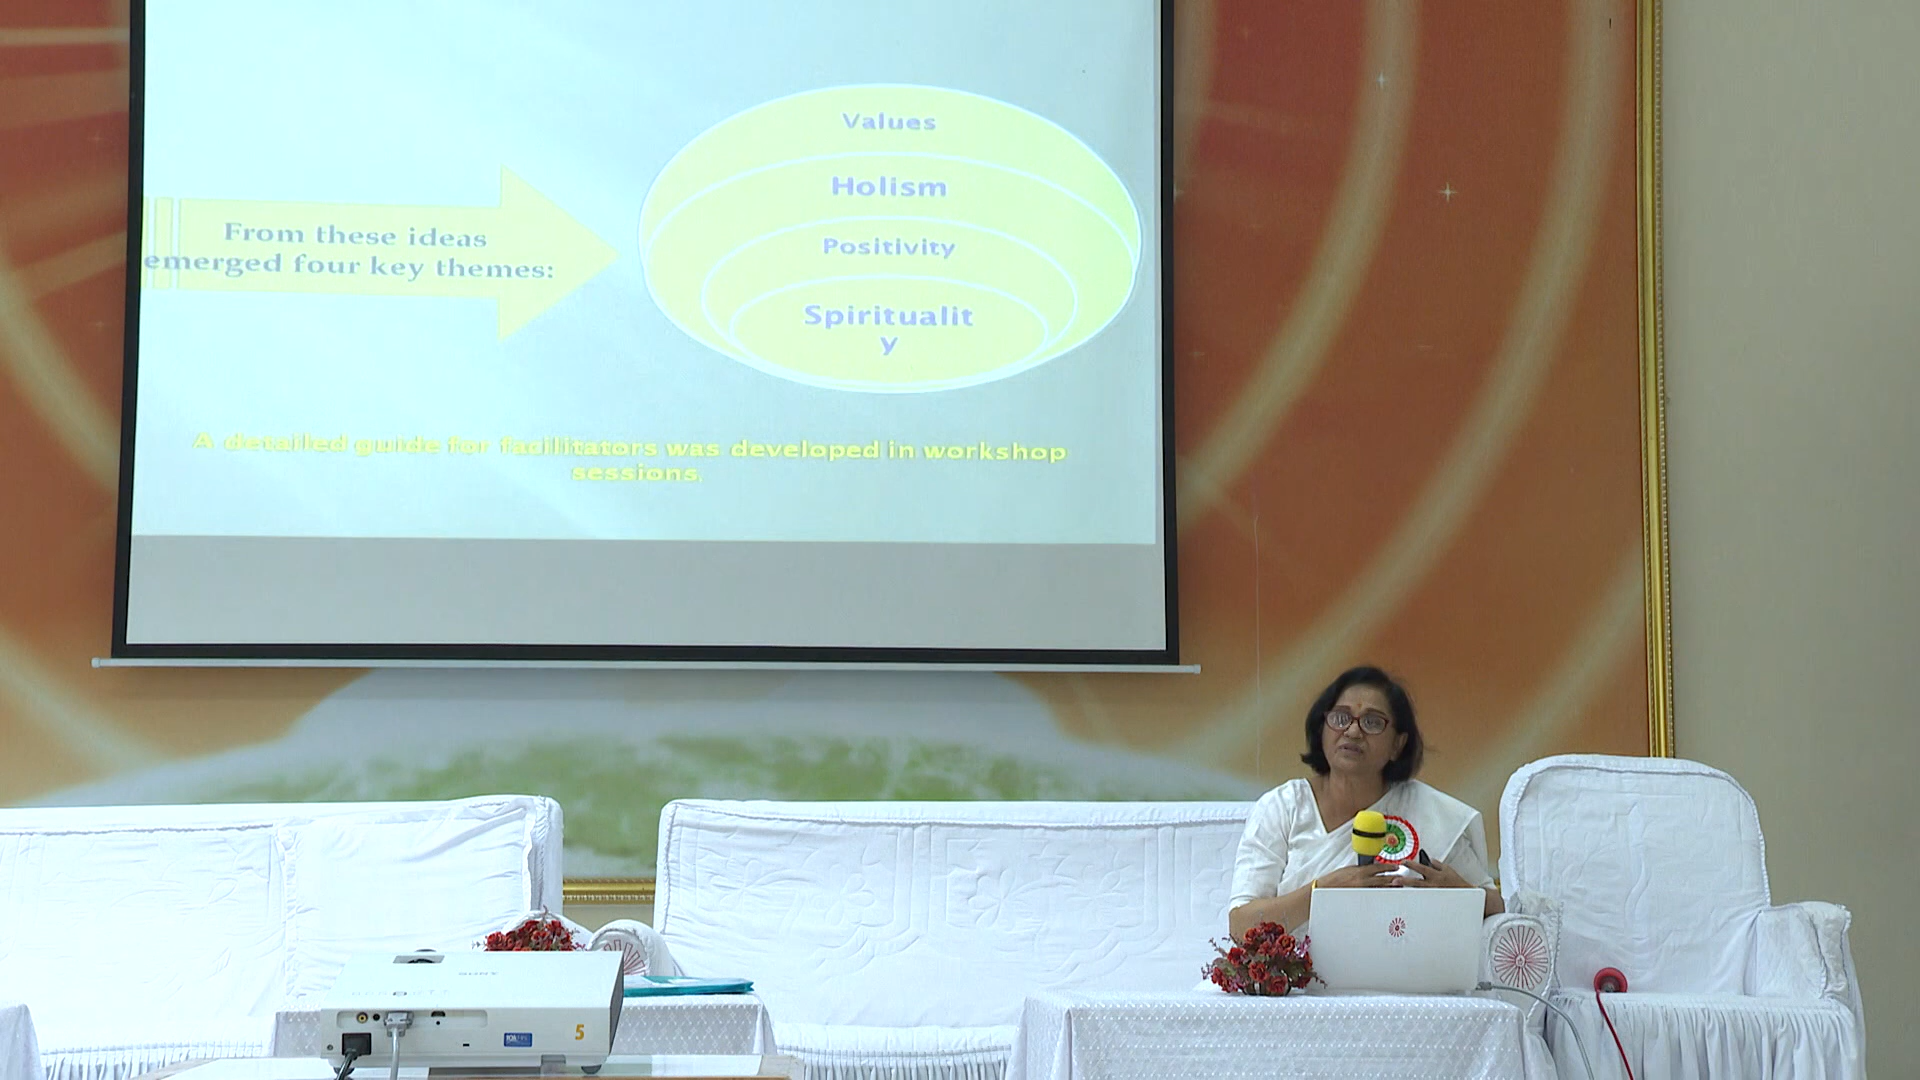 Values
Holism
Positivity
Spiritualit
y
From these ideas
emerged four key themes:
A detailed guide for facilitators was developed in workshop
sessions.
SONY
5